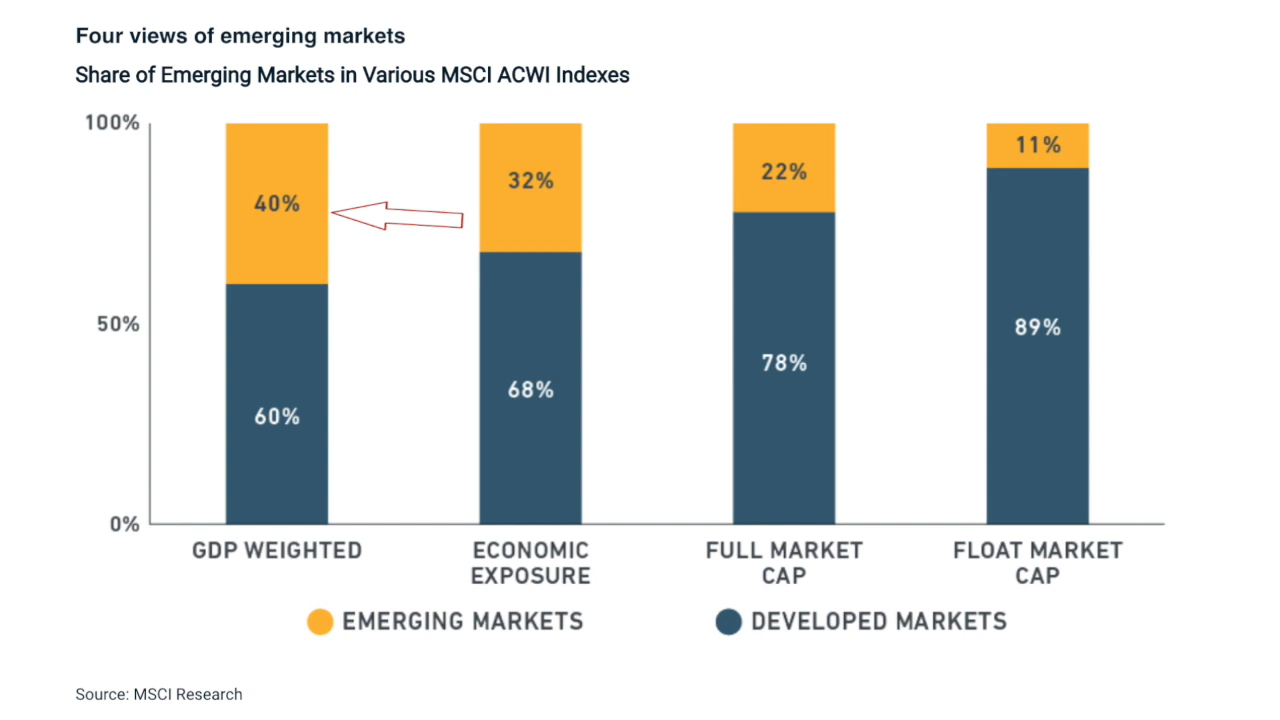 Four views of emerging markets
Share of Emerging Markets in Various MSCI ACWI Indexes
100%
50%
0%
40%
60%
32%
68%
22%
78%
11%
89%
GDP WEIGHTED
ECONOMIC
EXPOSURE
FULL MARKET
CAP
FLOAT MARKET
CAP
EMERGING MARKETS
DEVELOPED MARKETS
Source: MSCI Research